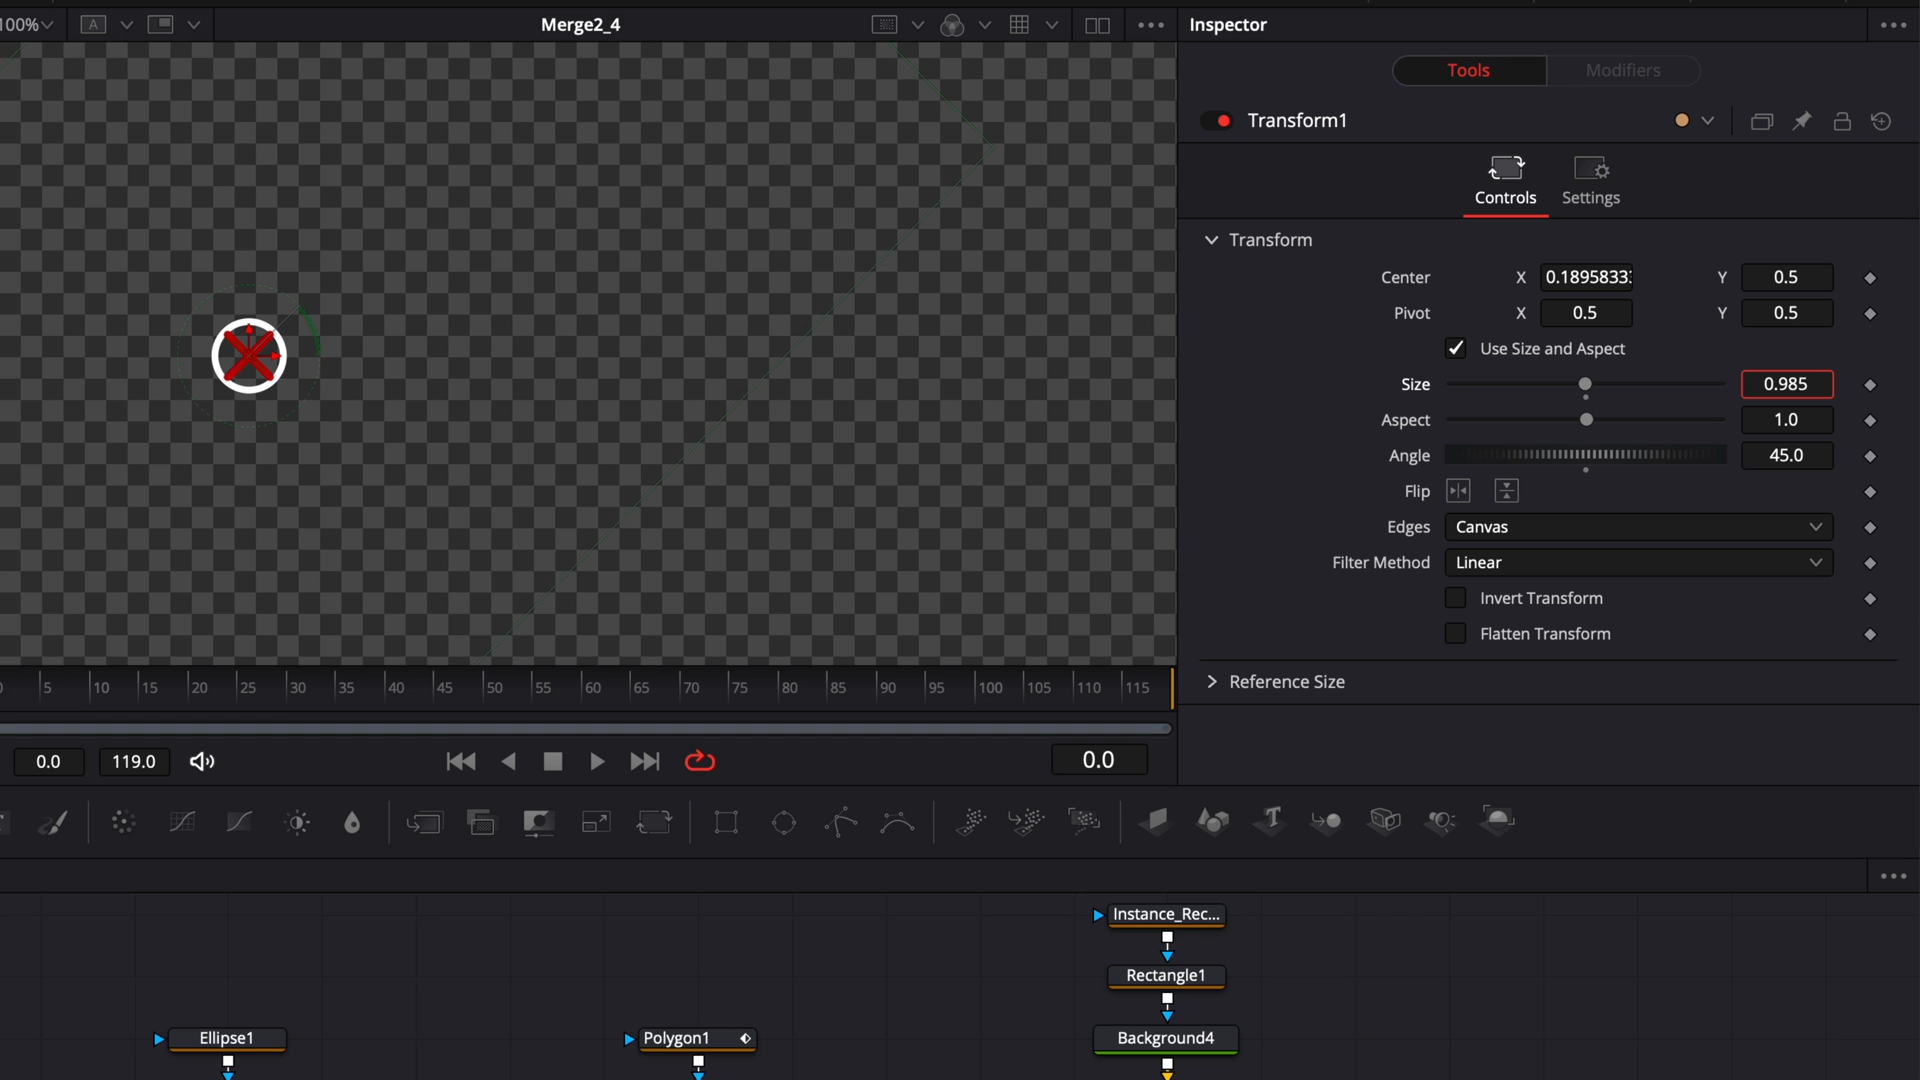 100%
A
Merge2_4
Inspector
Tools
Modifiers
Transform1
Controls
Settings
Transform
Center X 0.1895833 Y 0.5
Pivot X 0.5 Y 0.5
Use Size and Aspect
Size 0.985
Aspect 1.0
Angle 45.0
Flip
Edges Canvas
Filter Method Linear
Invert Transform
Flatten Transform
Reference Size
0 5 10 15 20 25 30 35 40 45 50 55 60 65 70 75 80 85 90 95 100 105 110 115
0.0 119.0 0.0
T
Instance_Rec...
Rectangle1
Ellipse1 Polygon1 Background4